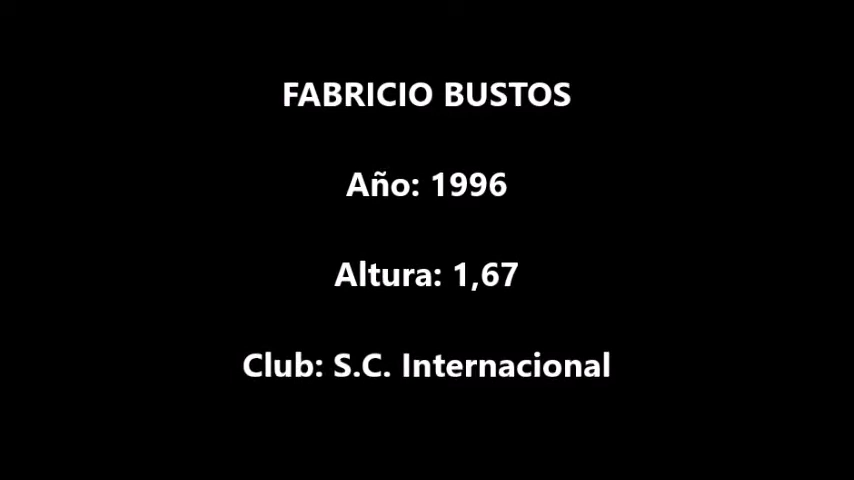 FABRICIO BUSTOS
Año: 1996
Altura: 1,67
Club: S.C. Internacional